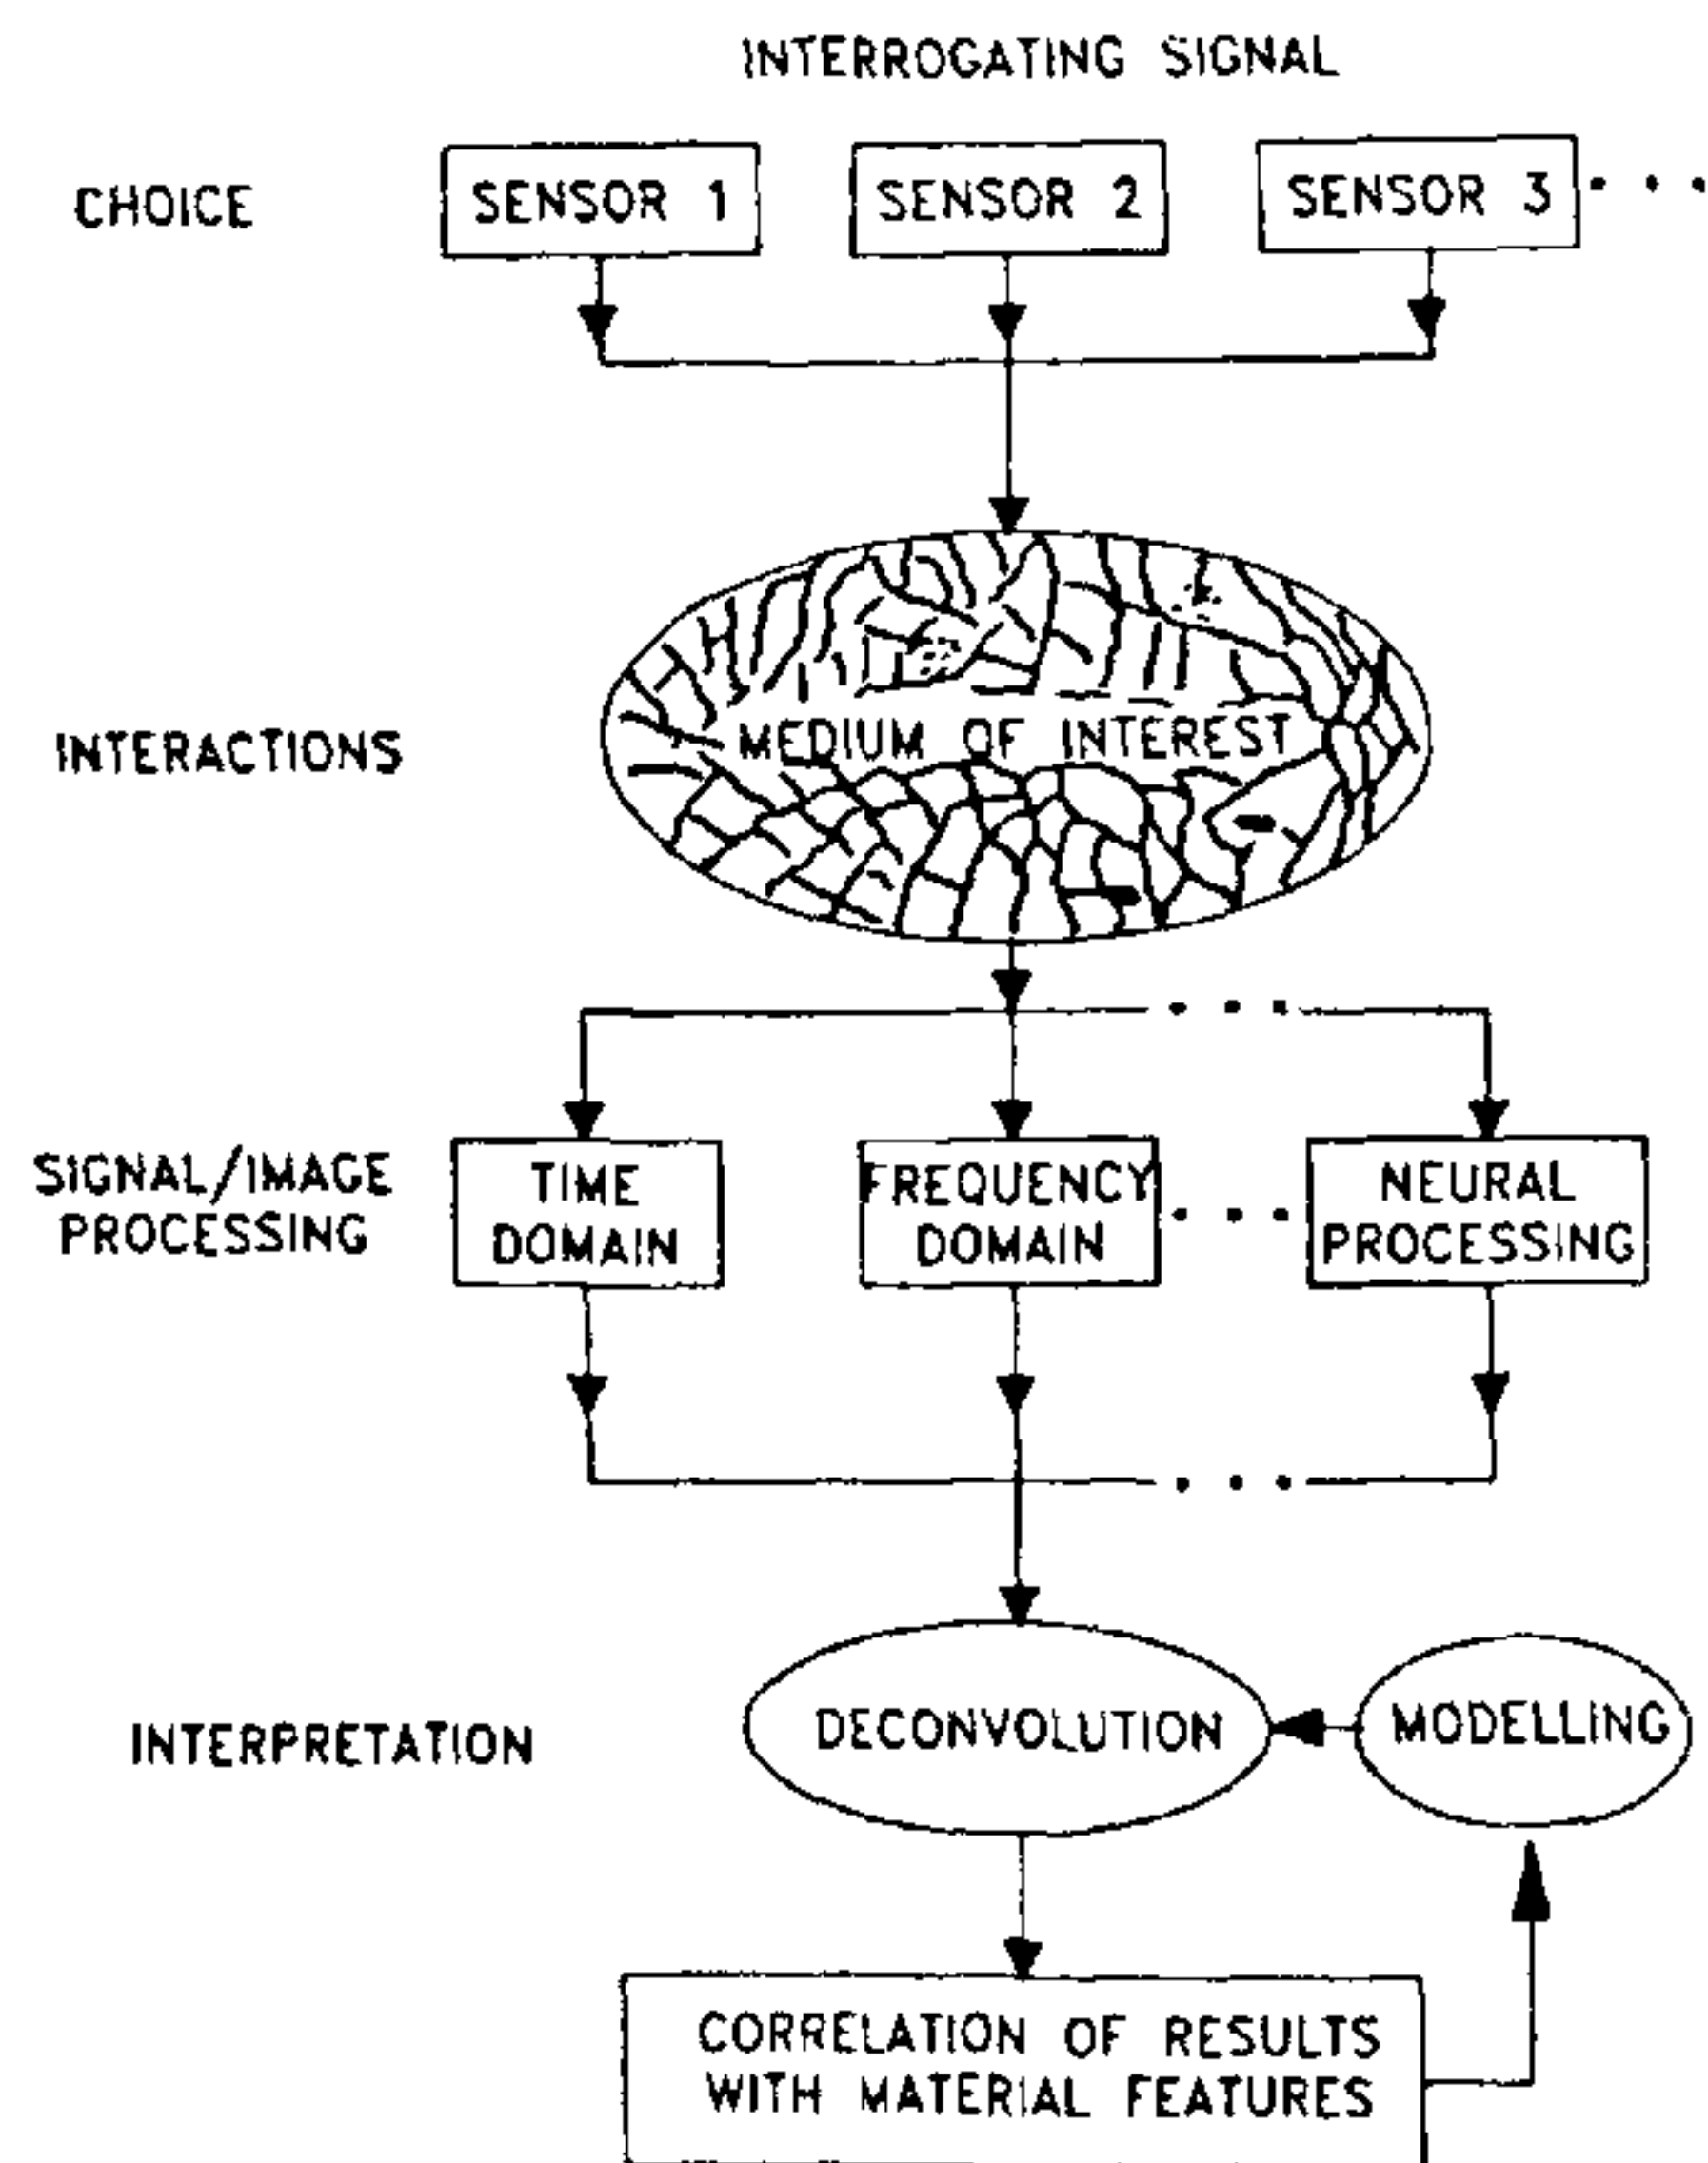 INTERROGATING SIGNAL
CHOICE
SENSOR 1
SENSOR 2
SENSOR 3
INTERACTIONS
MEDIUM OF INTEREST
SIGNAL/IMAGE
PROCESSING
TIME
DOMAIN
FREQUENCY
DOMAIN
NEURAL
PROCESSING
INTERPRETATION
DECONVOLUTION
MODELLING
CORRELATION OF RESULTS
WITH MATERIAL FEATURES